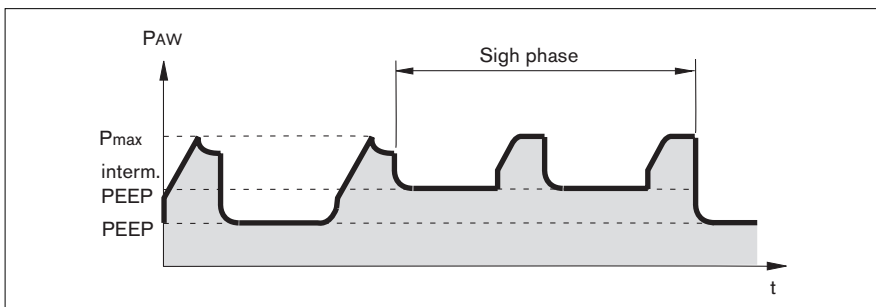 PAW
Sigh phase
Pmax
interm.
PEEP
PEEP
t